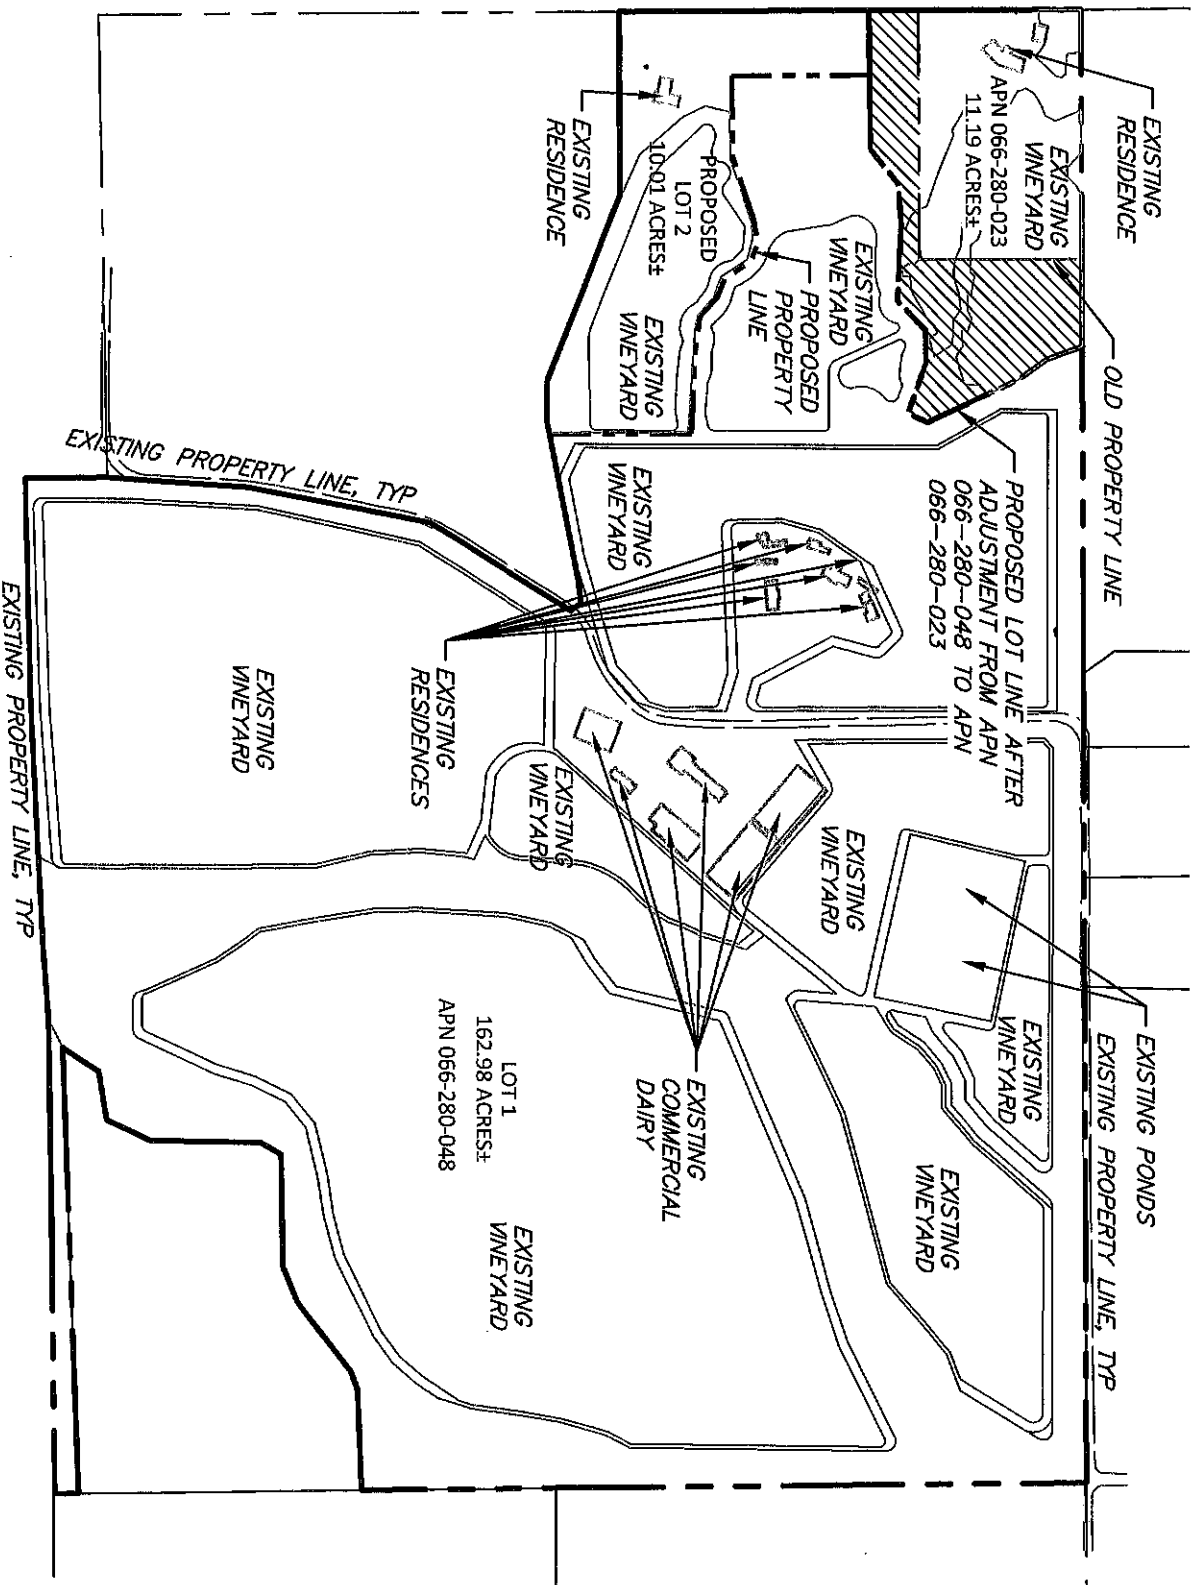 EXISTING
RESIDENCE
APN 066-280-023
11.19 ACRES±
EXISTING
VINEYARD
OLD PROPERTY LINE
EXISTING
RESIDENCE
PROPOSED
LOT 2
10.01 ACRES±
EXISTING
VINEYARD
PROPOSED
PROPERTY
LINE
EXISTING
VINEYARD
PROPOSED LOT LINE AFTER
ADJUSTMENT FROM APN
066-280-048 TO APN
066-280-023
EXISTING PROPERTY LINE, TYP
EXISTING
VINEYARD
EXISTING
RESIDENCES
EXISTING
VINEYARD
EXISTING PROPERTY LINE, TYP
EXISTING
VINEYARD
EXISTING
VINEYARD
EXISTING PONDS
EXISTING PROPERTY LINE, TYP
EXISTING
VINEYARD
EXISTING
VINEYARD
EXISTING
COMMERCIAL
DAIRY
LOT 1
162.98 ACRES±
APN 066-280-048
EXISTING
VINEYARD